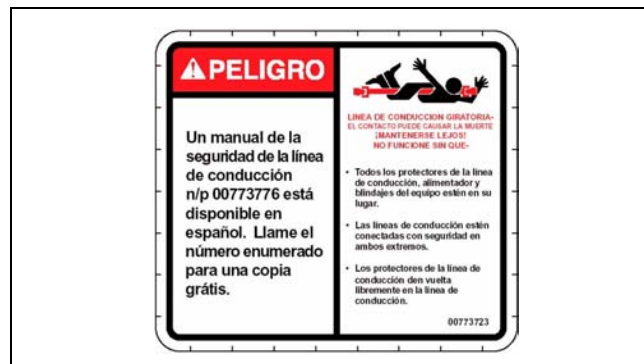 PELIGRO
Un manual de la
seguridad de la línea
de conducción
n/p 00773776 está
disponible en
español. Llame el
número enumerado
para una copia
grátis.
LINEA DE CONDUCCION GIRATORIA-
EL CONTACTO PUEDE CAUSAR LA MUERTE
¡MANTENERSE LEJOS!
NO FUNCIONE SIN QUE-
• Todos los protectores de la línea
de conducción, alimentador y
blindajes del equipo estén en su
lugar.
• Las líneas de conducción estén
conectadas con seguridad en
ambos extremos.
• Los protectores de la línea de
conducción den vuelta
libremente en la línea de
conducción.
00773723